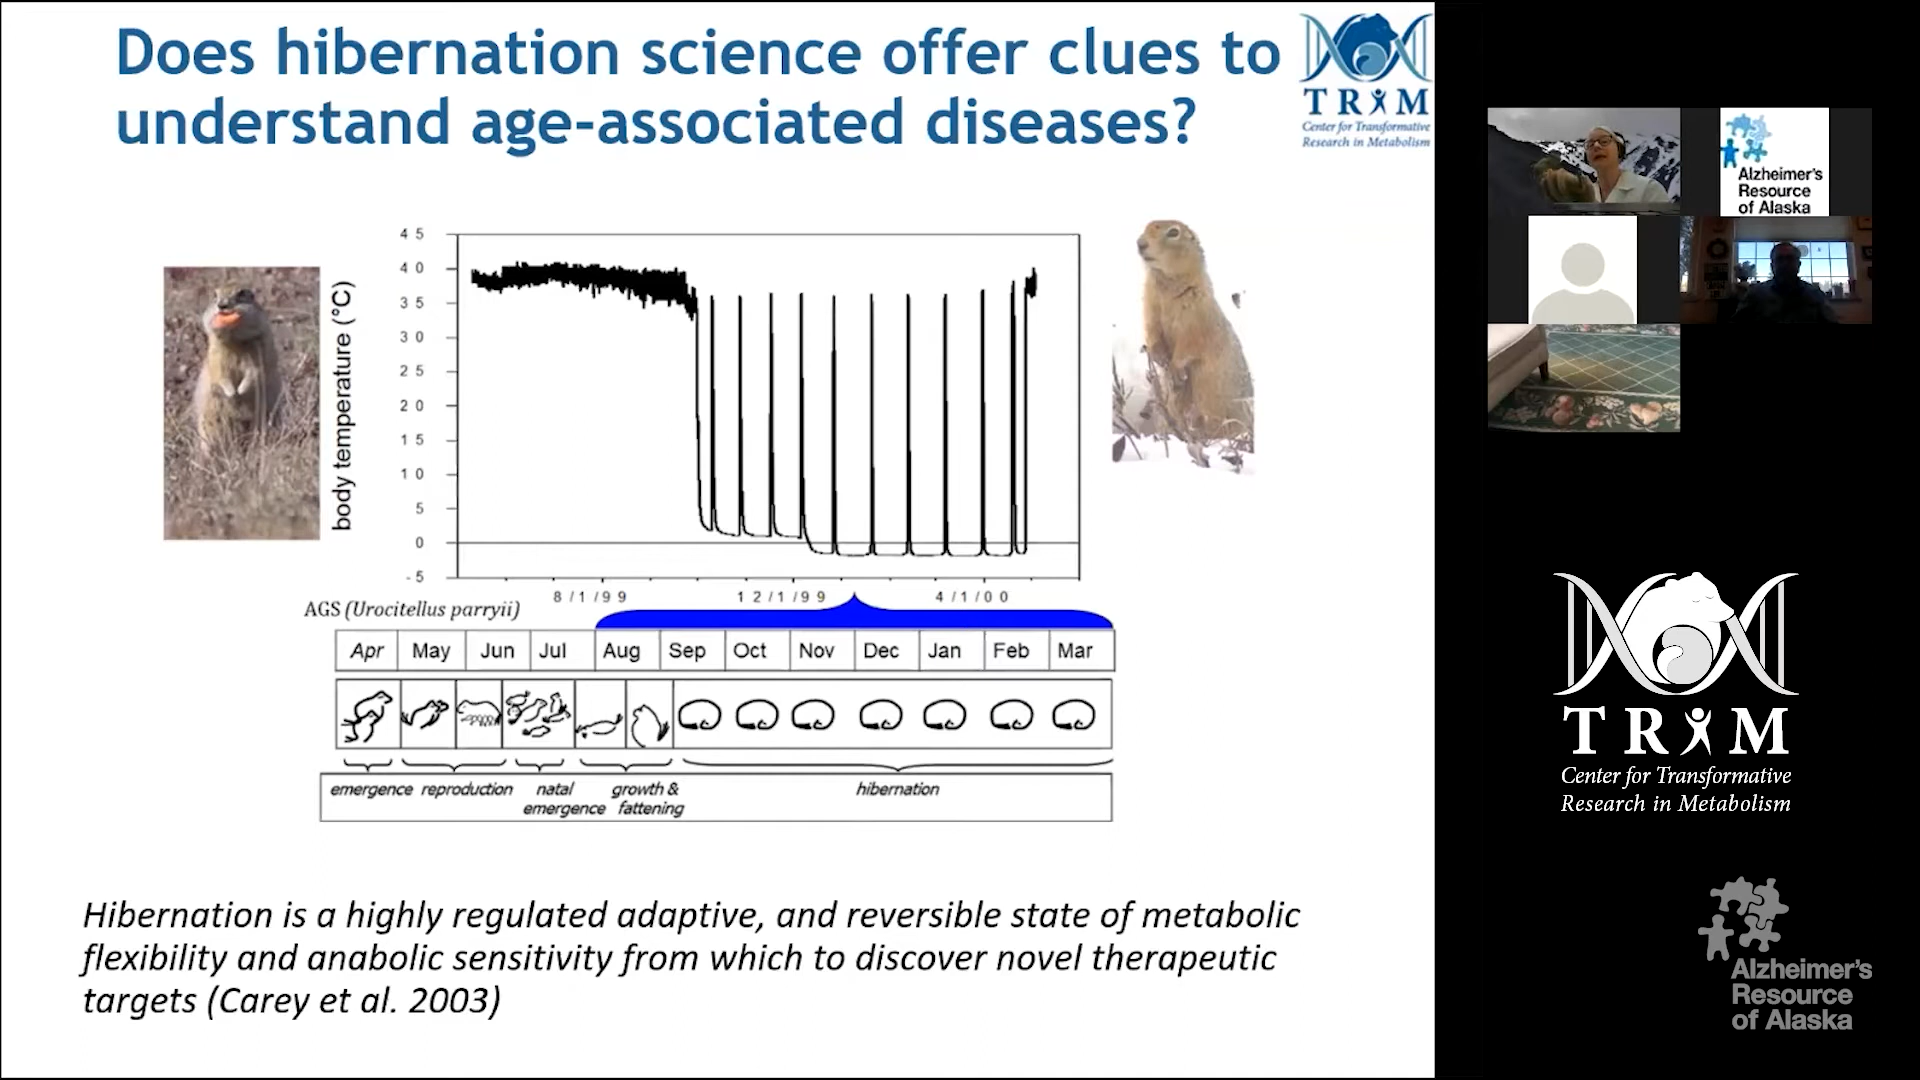 Does hibernation science offer clues to
understand age-associated diseases?
TRiM
Center for Transformative
Research in Metabolism
body temperature (°C)
45
40
35
30
25
20
15
10
5
0
-5
8/1/99 12/1/99 4/1/00
AGS (Urocitellus parryii)
Apr May Jun Jul Aug Sep Oct Nov Dec Jan Feb Mar
emergence reproduction natal growth & hibernation
emergence fattening
Hibernation is a highly regulated adaptive, and reversible state of metabolic
flexibility and anabolic sensitivity from which to discover novel therapeutic
targets (Carey et al. 2003)
Alzheimer's
Resource
of Alaska
TRiM
Center for Transformative
Research in Metabolism
Alzheimer's
Resource
of Alaska